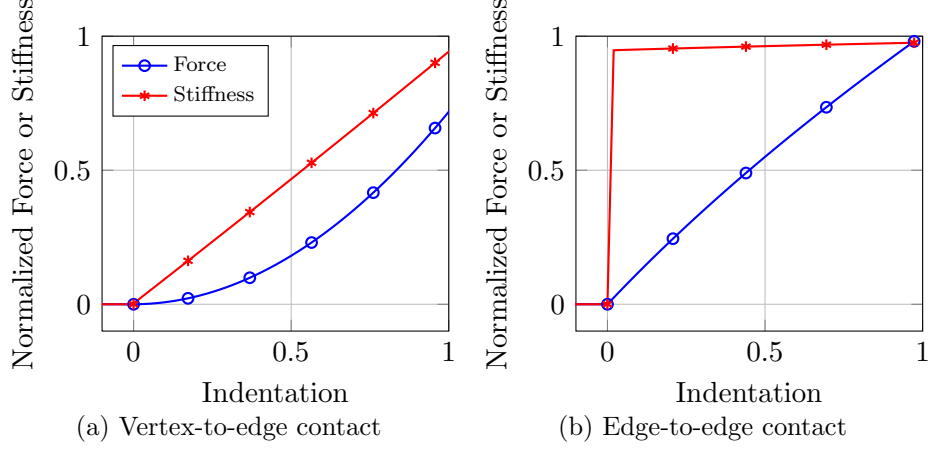 Normalized Force or Stiffness
1
0.5
0
Force
Stiffness
0
0.5
1
Indentation
(a) Vertex-to-edge contact
Normalized Force or Stiffness
1
0.5
0
0
0.5
1
Indentation
(b) Edge-to-edge contact